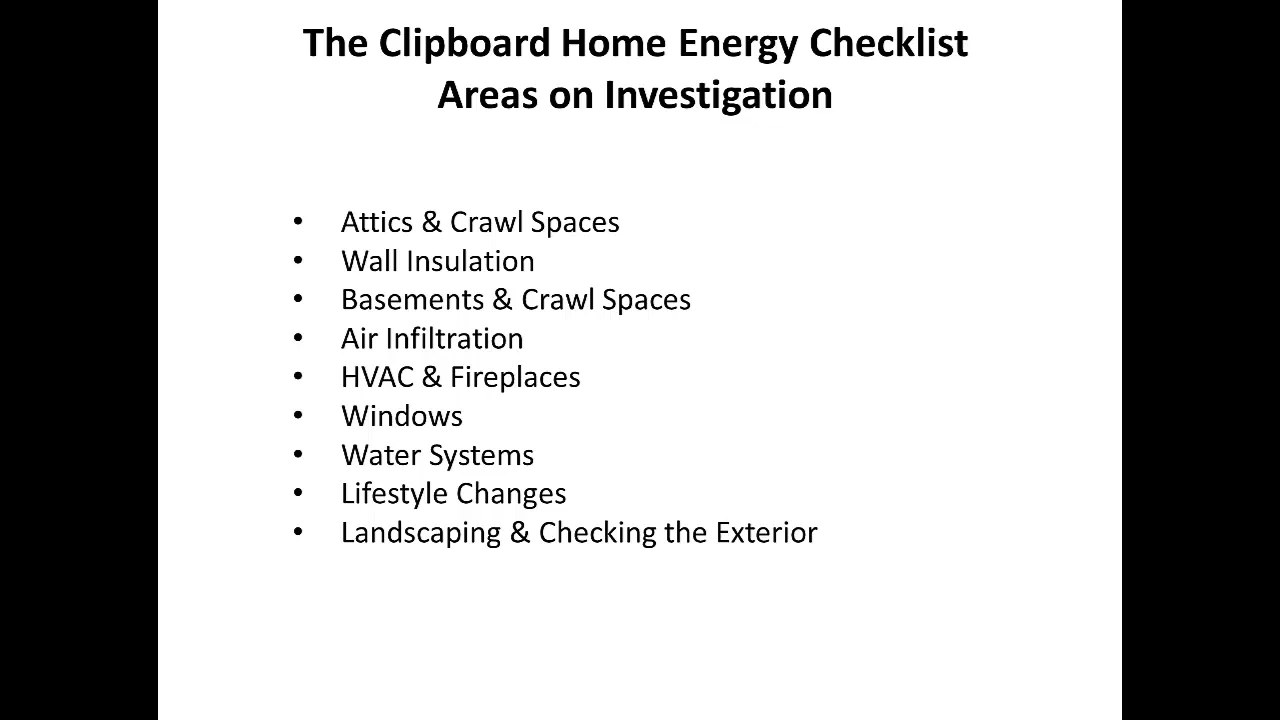 The Clipboard Home Energy Checklist
Areas on Investigation
• Attics & Crawl Spaces
• Wall Insulation
• Basements & Crawl Spaces
• Air Infiltration
• HVAC & Fireplaces
• Windows
• Water Systems
• Lifestyle Changes
• Landscaping & Checking the Exterior